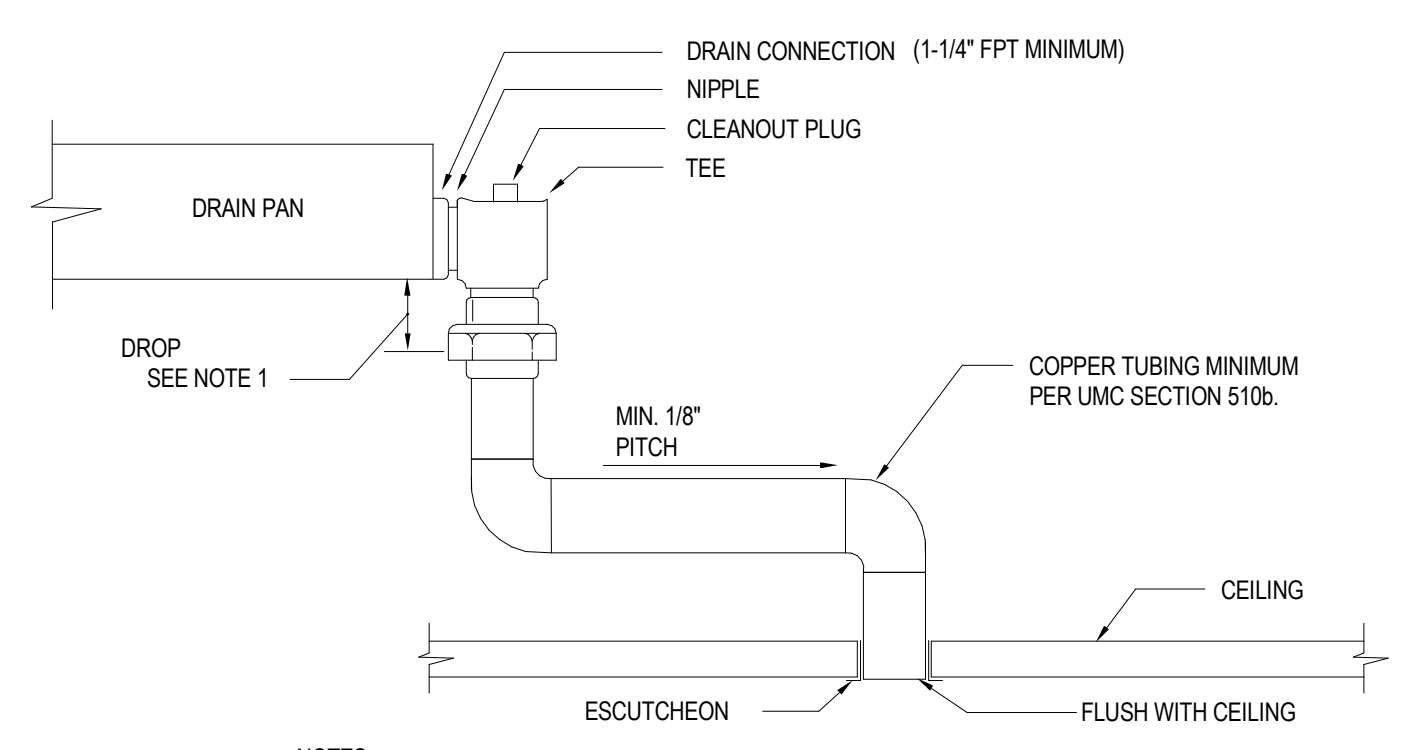 DRAIN CONNECTION (1-1/4" FPT MINIMUM)
NIPPLE
CLEANOUT PLUG
TEE
DRAIN PAN
DROP
SEE NOTE 1
COPPER TUBING MINIMUM
PER UMC SECTION 510b.
MIN. 1/8"
PITCH
CEILING
ESCUTCHEON
FLUSH WITH CEILING